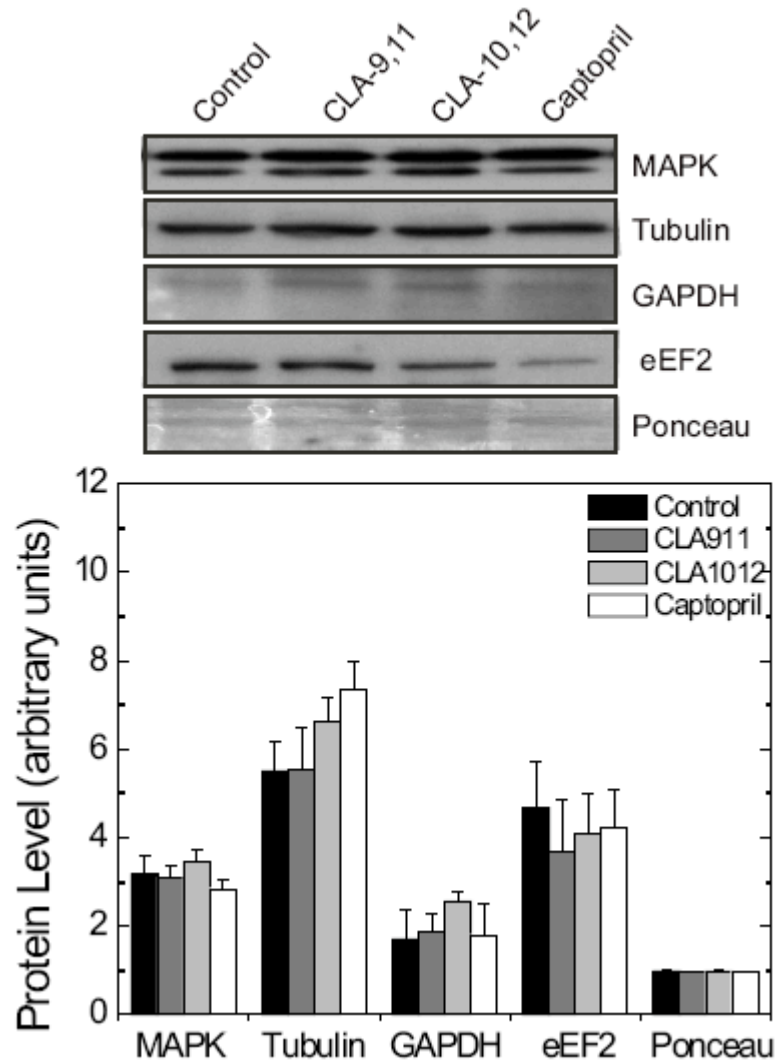 Control CLA-9,11 CLA-10,12 Captopril
MAPK
Tubulin
GAPDH
eEF2
Ponceau
Protein Level (arbitrary units)
12
10
8
6
4
2
0
Control
CLA911
CLA1012
Captopril
MAPK Tubulin GAPDH eEF2 Ponceau